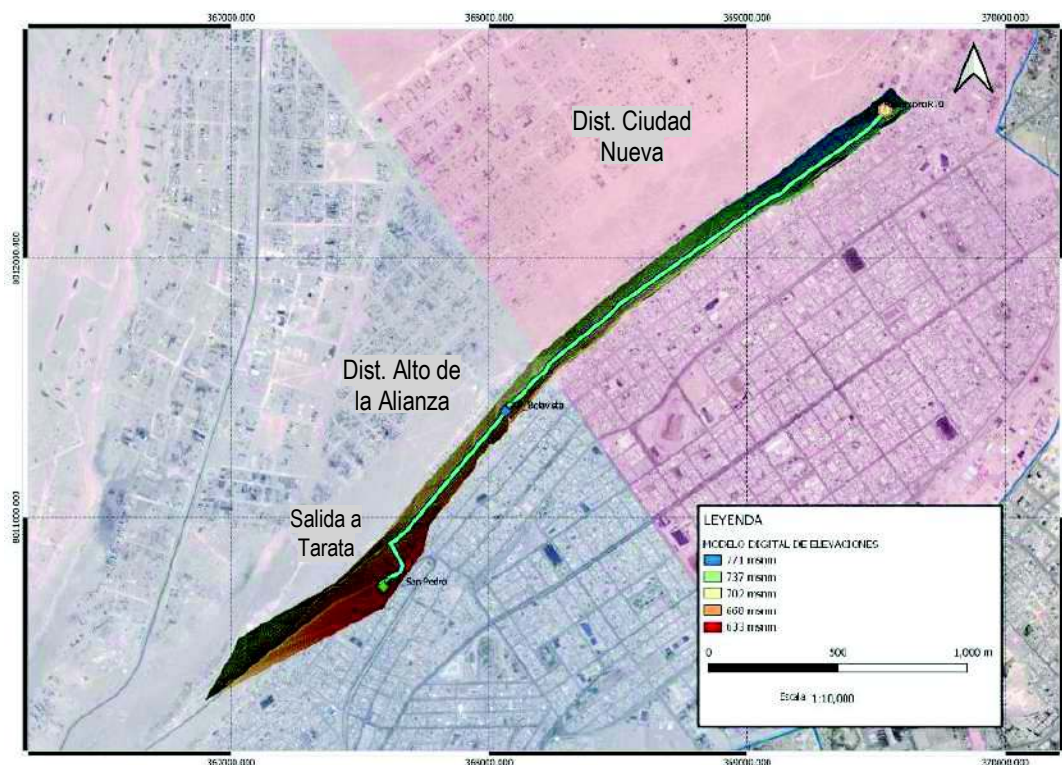 367000.000 368000.000 369000.000 370000.000
Dist. Ciudad
Nueva
8012000.000
Dist. Alto de
la Alianza
Salida a
Tarata
8011000.000
San Pedro
LEYENDA
MODELO DIGITAL DE ELEVACIONES
771 msnm
737 msnm
702 msnm
668 msnm
633 msnm
0 500 1,000 m
Escala 1:10,000
367000.000 368000.000 369000.000 370000.000